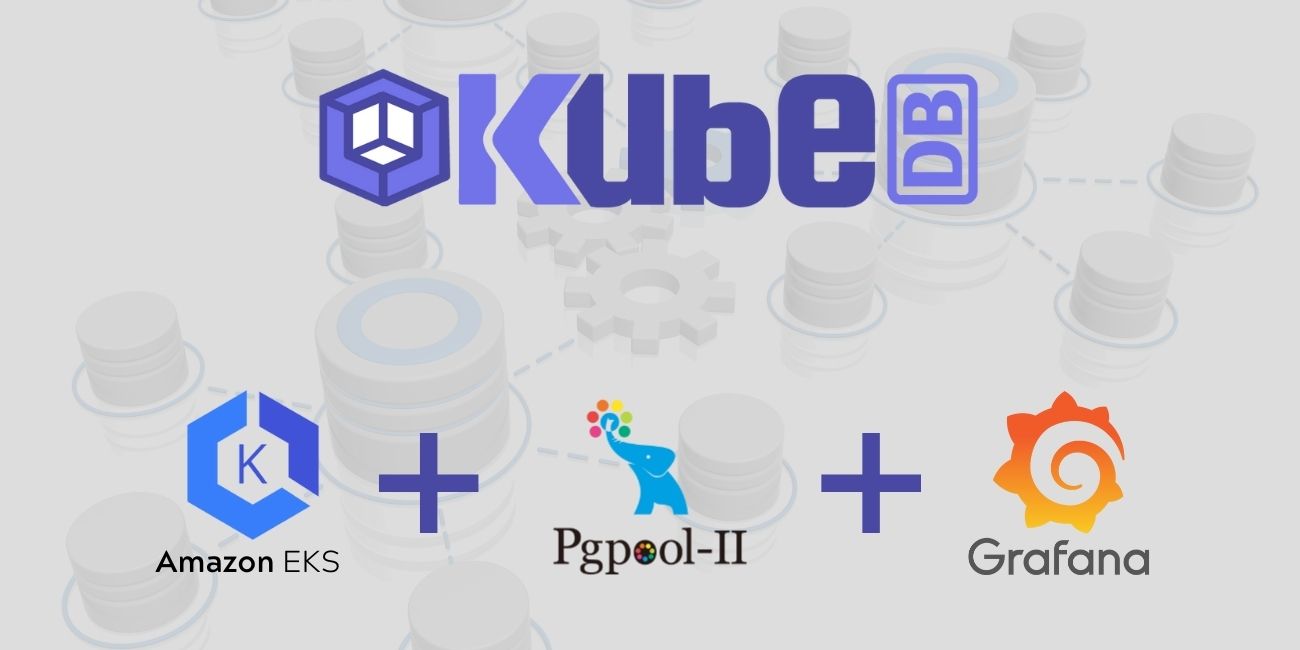 KubeDB
K
Amazon EKS
+
+
Pgpool-II
Grafana